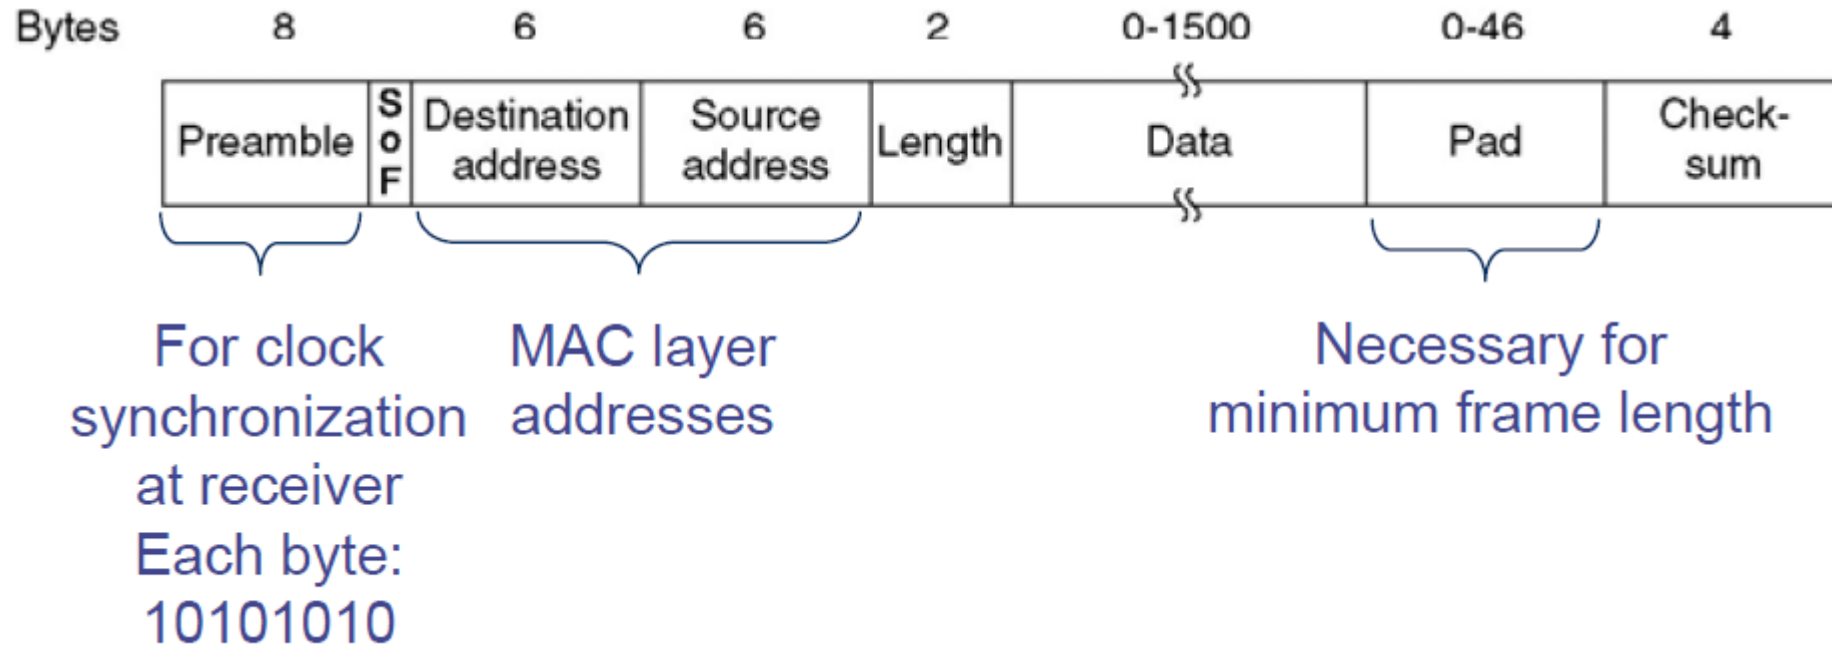 Bytes 8 6 6 2 0-1500 0-46 4
Preamble
SoF
Destination
address
Source
address
Length
Data
Pad
Check-
sum
For clock
synchronization
at receiver
Each byte:
10101010
MAC layer
addresses
Necessary for
minimum frame length